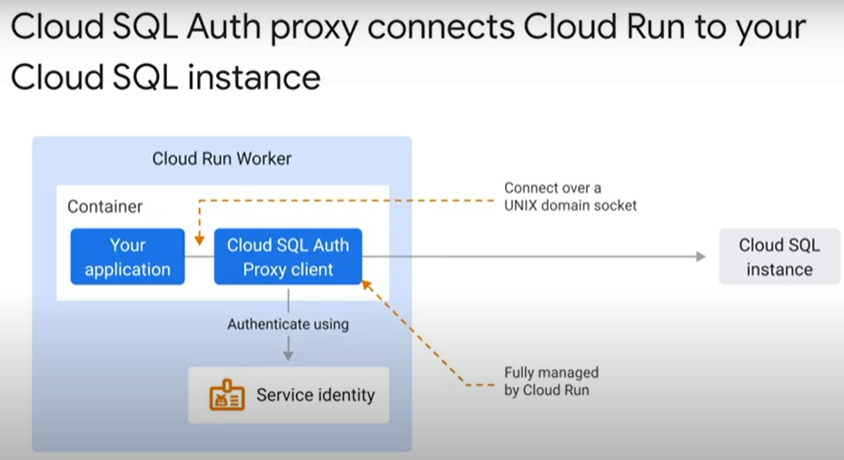 Cloud SQL Auth proxy connects Cloud Run to your
Cloud SQL instance
Cloud Run Worker
Container
Connect over a
UNIX domain socket
Your
application
Cloud SQL Auth
Proxy client
Cloud SQL
instance
Authenticate using
Service identity
Fully managed
by Cloud Run